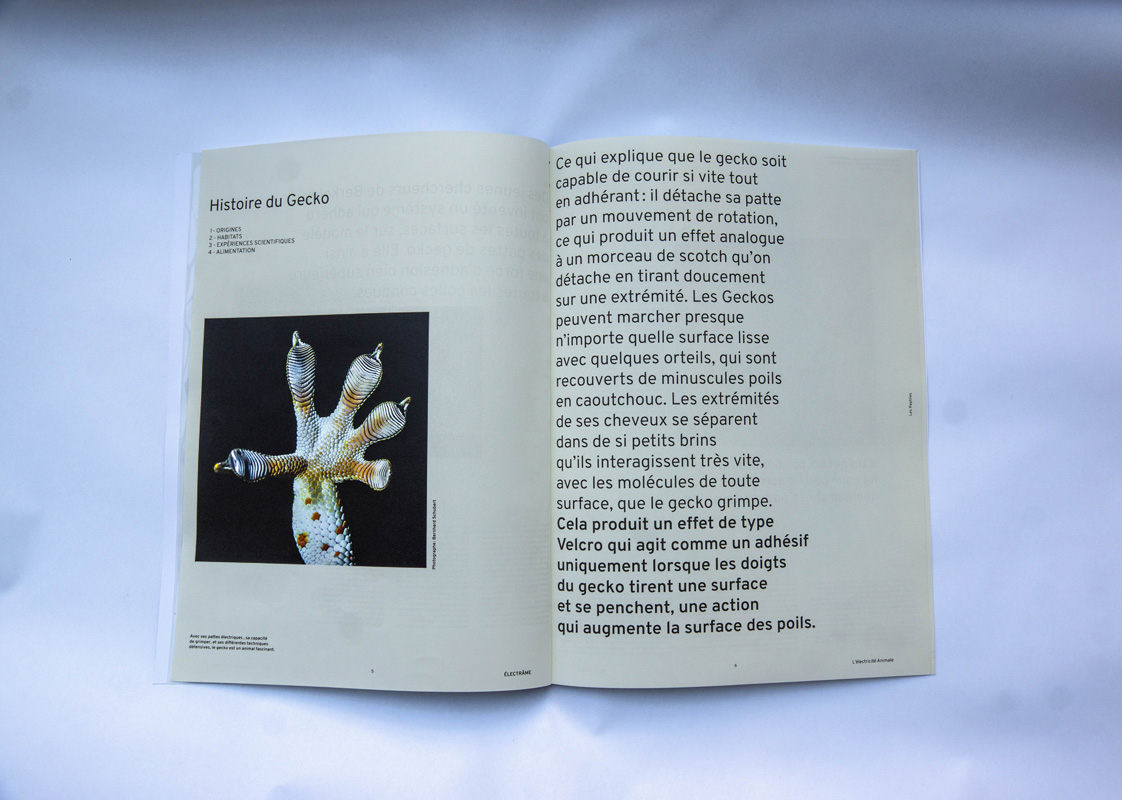 Histoire du Gecko
1 - ORIGINES
2 - HABITATS
3 - EXPÉRIENCES SCIENTIFIQUES
4 - ALIMENTATION
Photographe : Bernhard Schubert
Avec ses pattes électriques , sa capacité
de grimper, et ses différentes techniques
défensives, le gecko est un animal fascinant.
5
ÉLECTRÂME
Ce qui explique que le gecko soit
capable de courir si vite tout
en adhérant : il détache sa patte
par un mouvement de rotation,
ce qui produit un effet analogue
à un morceau de scotch qu'on
détache en tirant doucement
sur une extrémité. Les Geckos
peuvent marcher presque
n'importe quelle surface lisse
avec quelques orteils, qui sont
recouverts de minuscules poils
en caoutchouc. Les extrémités
de ses cheveux se séparent
dans de si petits brins
qu'ils interagissent très vite,
avec les molécules de toute
surface, que le gecko grimpe.
Cela produit un effet de type
Velcro qui agit comme un adhésif
uniquement lorsque les doigts
du gecko tirent une surface
et se penchent, une action
qui augmente la surface des poils.
Les Reptiles
6
L'électricité Animale